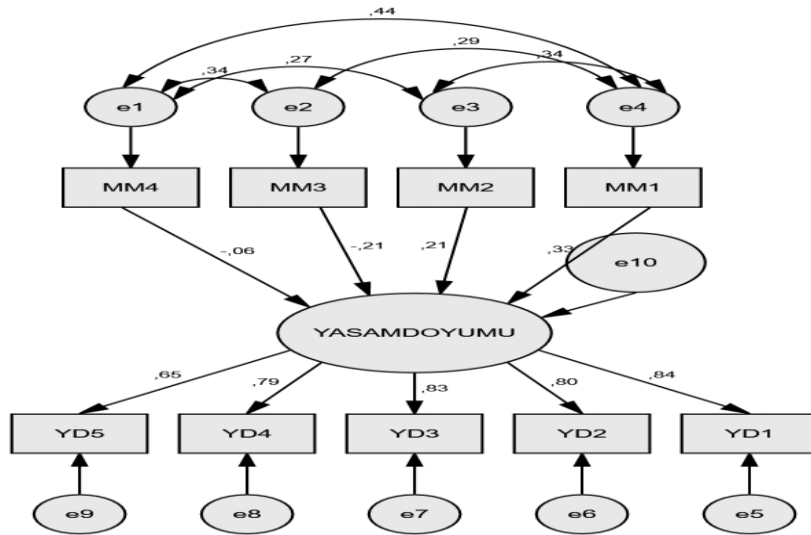 ,44
,29
,27
,34
,34
e1
e2
e3
e4
MM4
MM3
MM2
MM1
-,06
-,21
,21
,33
e10
YASAMDOYUMU
,65
,79
,83
,80
,84
YD5
YD4
YD3
YD2
YD1
e9
e8
e7
e6
e5